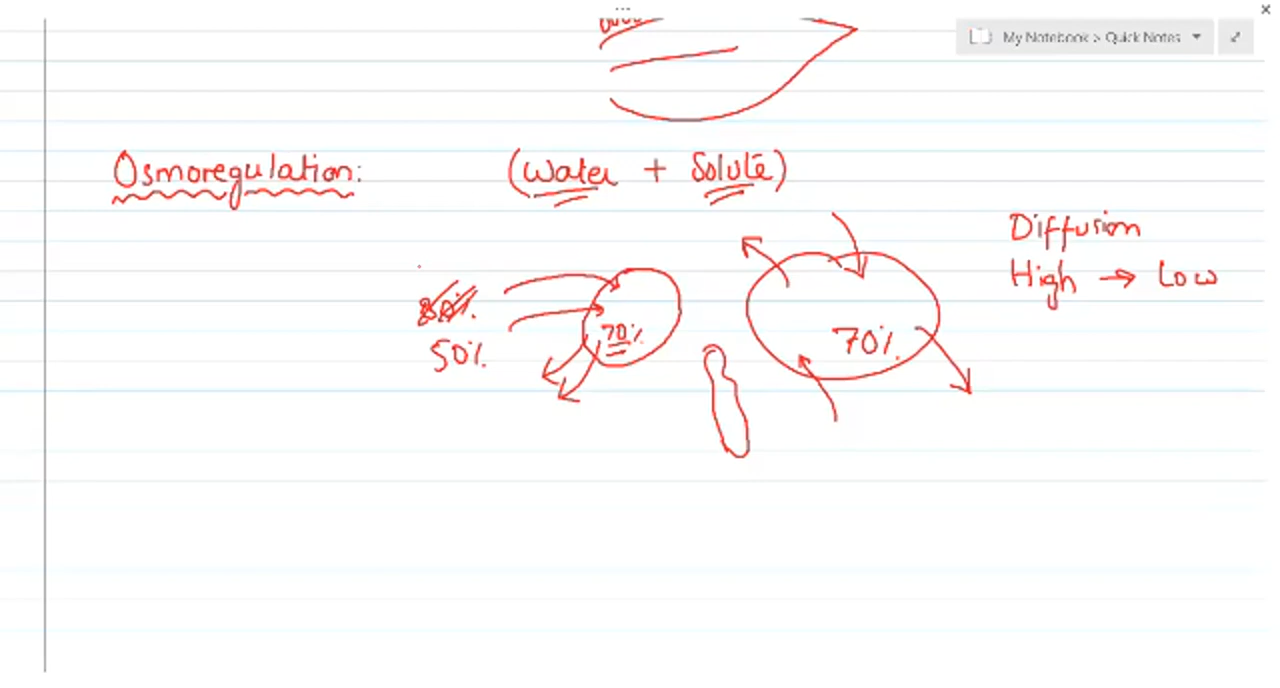 My Notebook > Quick Notes
Osmoregulation: (Water + Solute)
Diffusion
High → Low
80%
50%
70%
70%